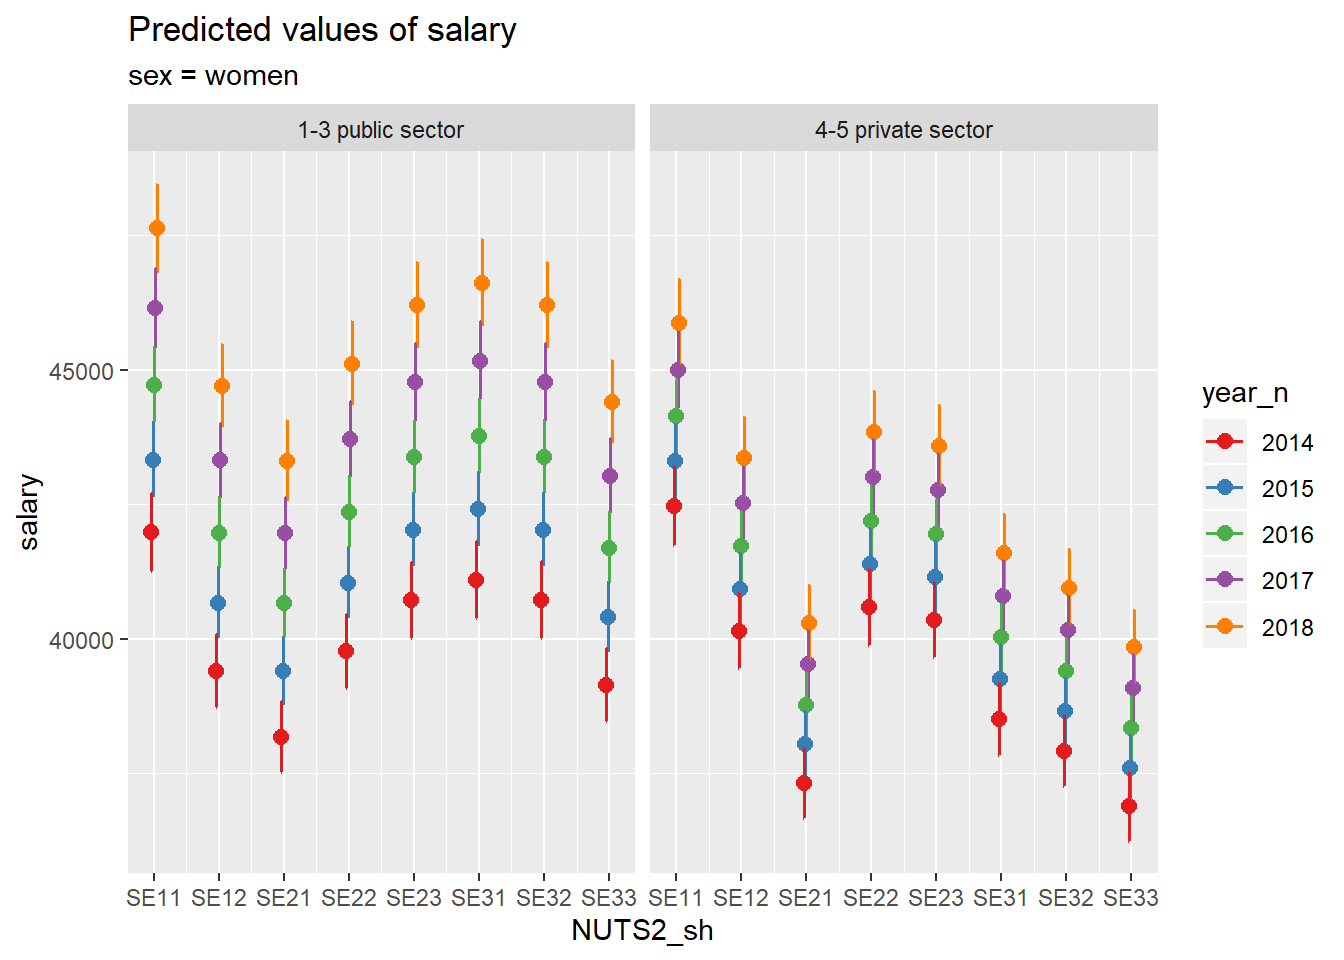 Predicted values of salary
sex = women
1-3 public sector
4-5 private sector
salary
45000
40000
SE11 SE12 SE21 SE22 SE23 SE31 SE32 SE33
SE11 SE12 SE21 SE22 SE23 SE31 SE32 SE33
NUTS2_sh
year_n
2014
2015
2016
2017
2018